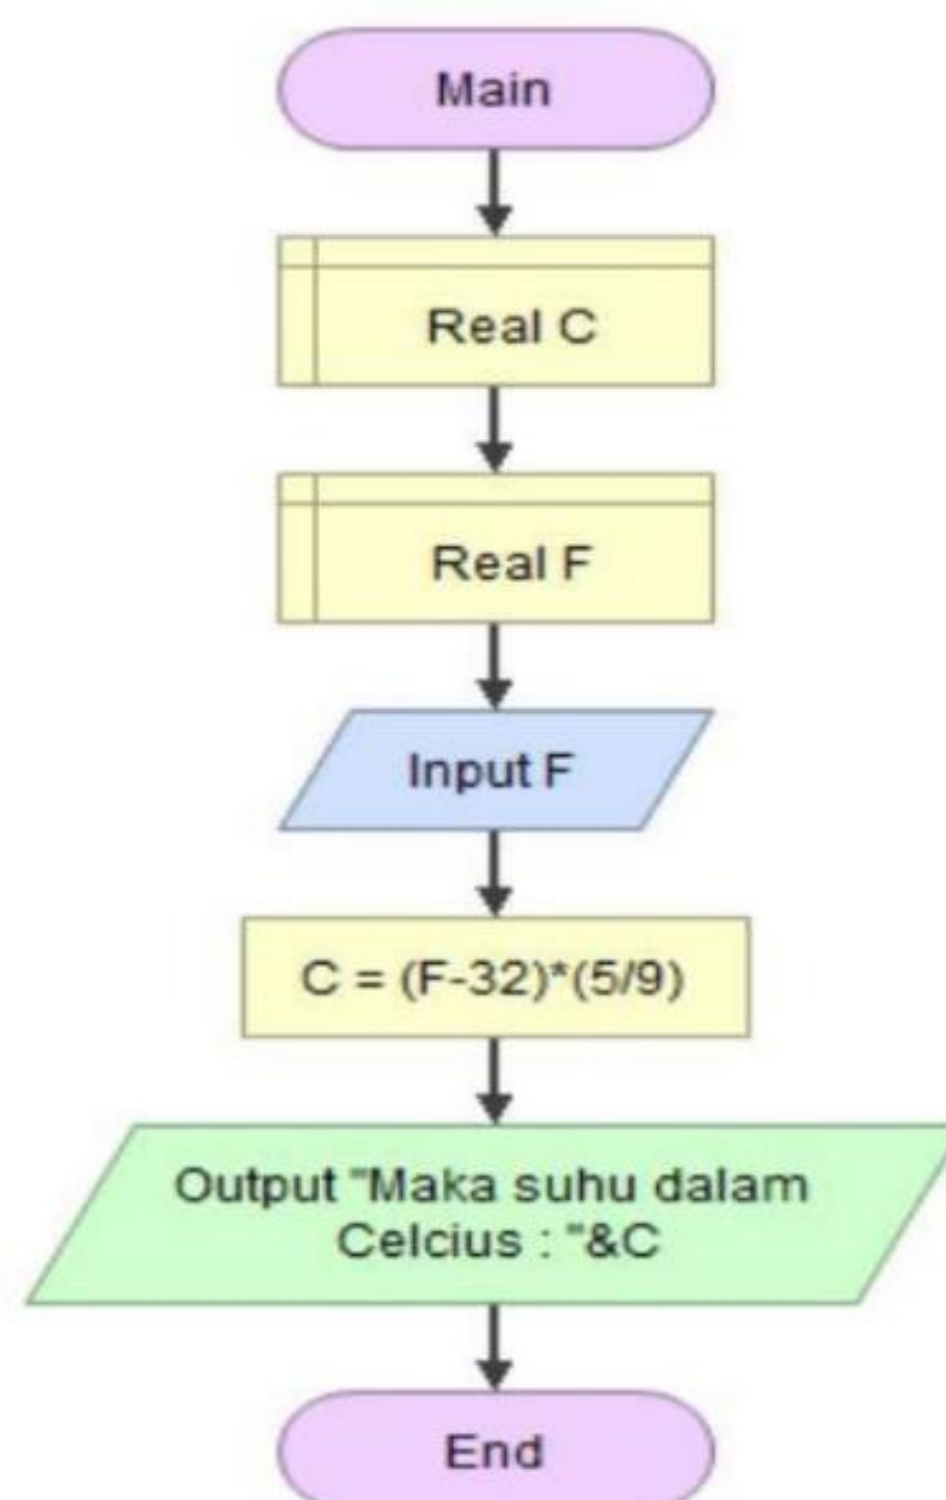 Main
Real C
Real F
Input F
C = (F-32)*(5/9)
Output "Maka suhu dalam
Celcius : "&C
End